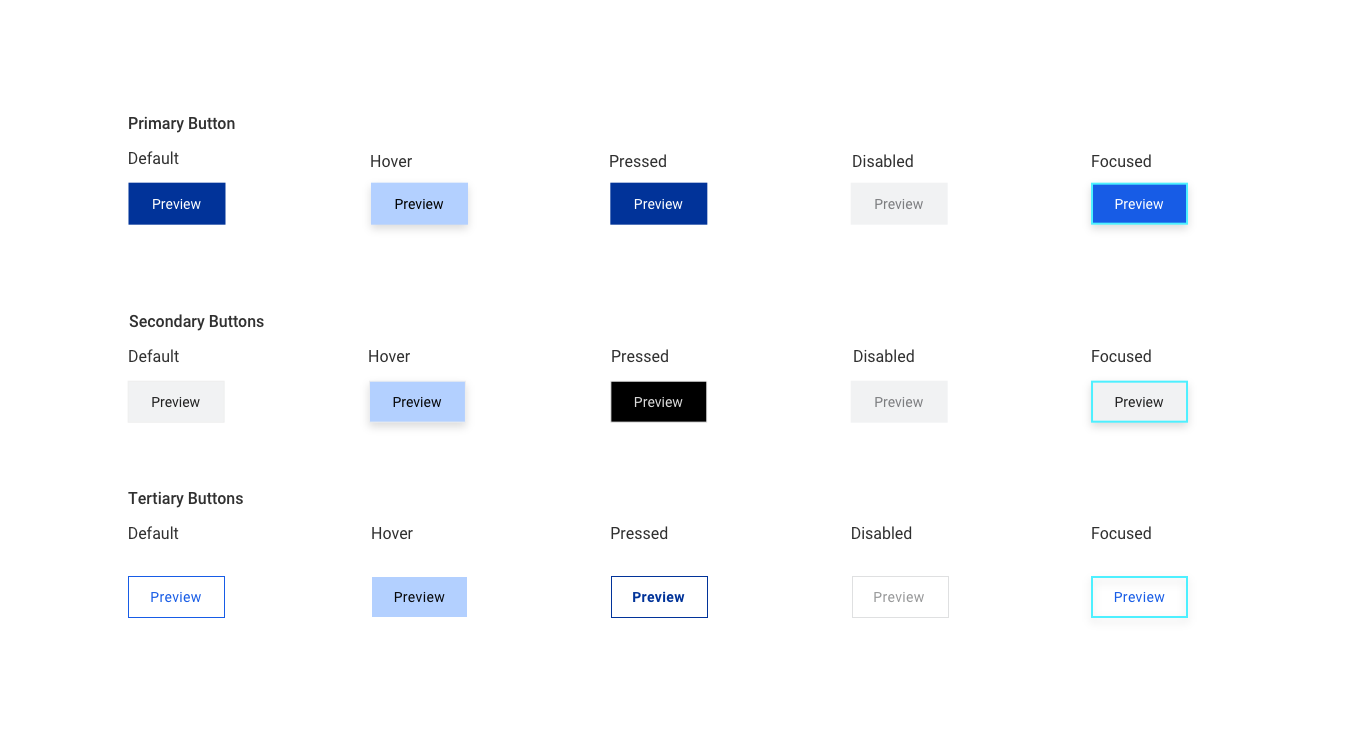 Primary Button
Default Hover Pressed Disabled Focused
Preview Preview Preview Preview Preview
Secondary Buttons
Default Hover Pressed Disabled Focused
Preview Preview Preview Preview Preview
Tertiary Buttons
Default Hover Pressed Disabled Focused
Preview Preview Preview Preview Preview